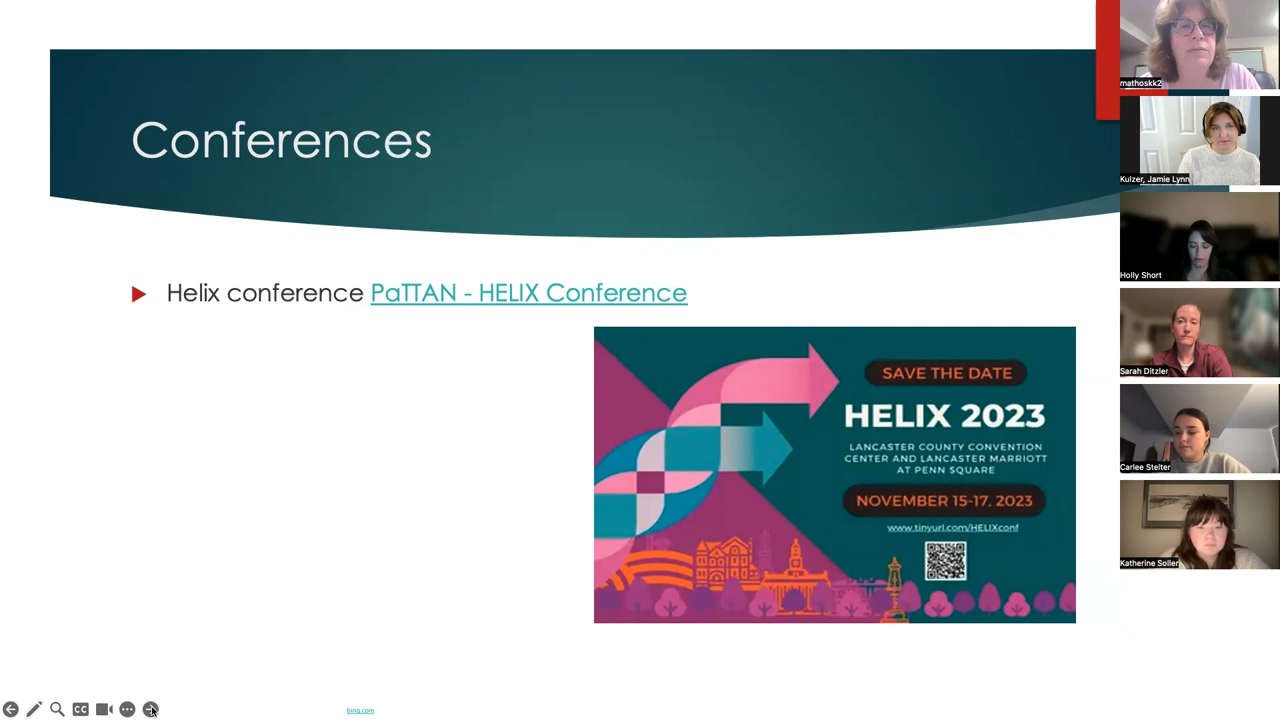 Conferences
Helix conference PaTTAN - HELIX Conference
SAVE THE DATE
HELIX 2023
LANCASTER COUNTY CONVENTION
CENTER AND LANCASTER MARRIOTT
AT PENN SQUARE
NOVEMBER 15-17, 2023
www.tinyurl.com/HELIXconf
mathoskk2
Kulzer, Jamie Lynn
Holly Short
Sarah Ditzler
Carlee Stelter
Katherine Soller
CC
bing.com